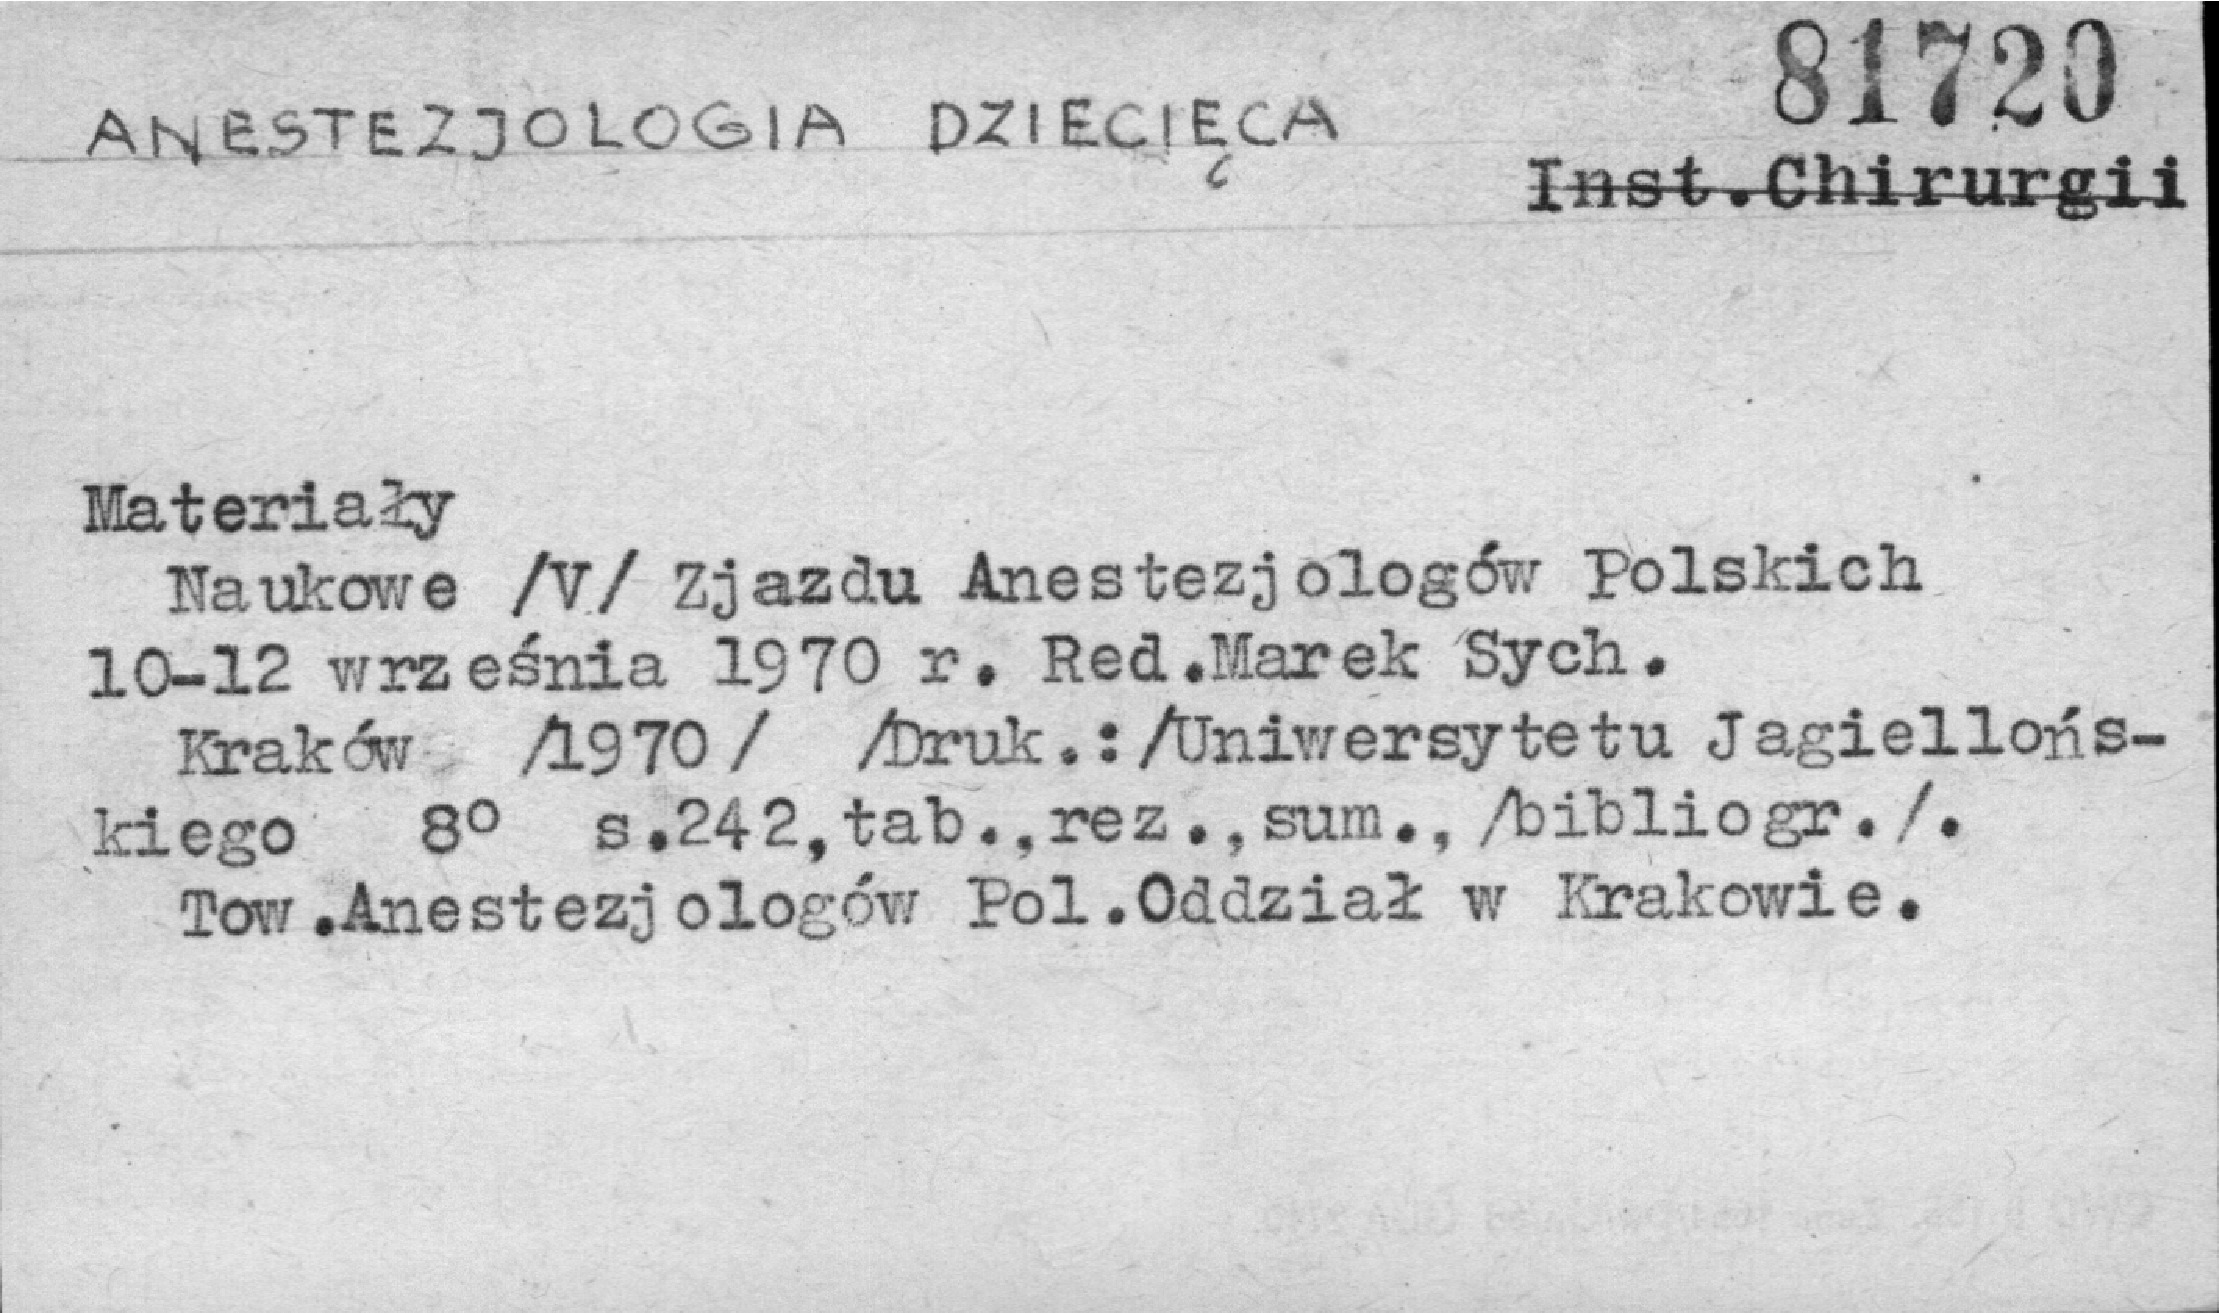 81720
ANESTEZJOLOGIA DZIECIĘCA
Inst.Chirurgii
Materiały
Naukowe /V/ Zjazdu Anestezjologów Polskich
10-12 września 1970 r. Red.Marek Sych.
Kraków /1970/ /Druk.:/Uniwersytetu Jagiellońs-
kiego 8º s.242,tab.,rez.,sum.,/bibliogr./.
Tow.Anestezjologów Pol.Oddział w Krakowie.